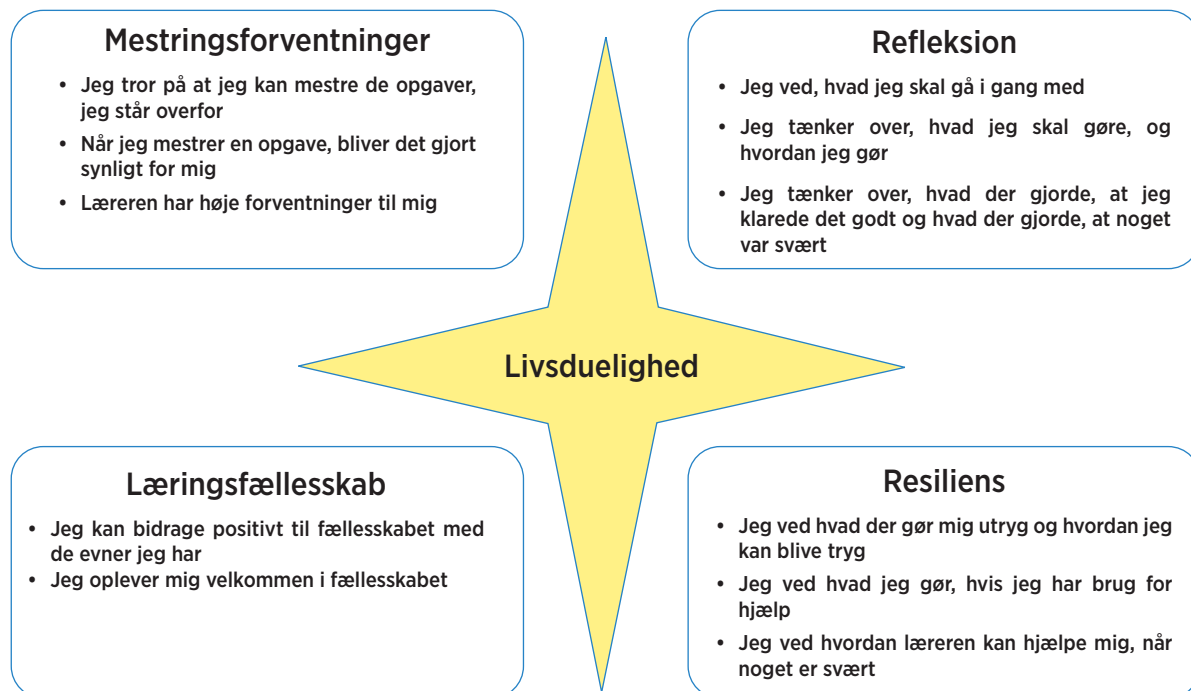 Mestringsforventninger
• Jeg tror på at jeg kan mestre de opgaver,
jeg står overfor
• Når jeg mestrer en opgave, bliver det gjort
synligt for mig
• Læreren har høje forventninger til mig
Refleksion
• Jeg ved, hvad jeg skal gå i gang med
• Jeg tænker over, hvad jeg skal gøre, og
hvordan jeg gør
• Jeg tænker over, hvad der gjorde, at jeg
klarede det godt og hvad der gjorde, at noget
var svært
Livsduelighed
Læringsfællesskab
• Jeg kan bidrage positivt til fællesskabet med
de evner jeg har
• Jeg oplever mig velkommen i fællesskabet
Resiliens
• Jeg ved hvad der gør mig utryg og hvordan jeg
kan blive tryg
• Jeg ved hvad jeg gør, hvis jeg har brug for
hjælp
• Jeg ved hvordan læreren kan hjælpe mig, når
noget er svært